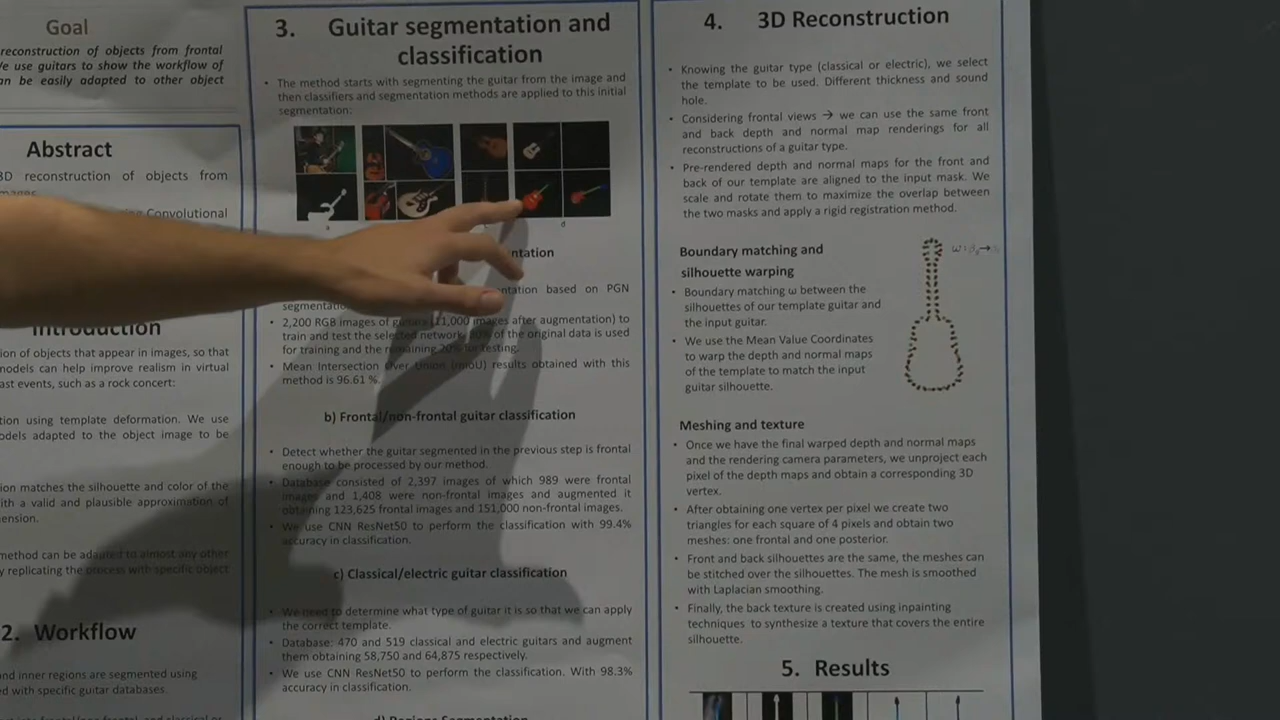 Goal
reconstruction of objects from frontal
We use guitars to show the workflow of
can be easily adapted to other object
Abstract
3D reconstruction of objects from
Convolutional
Introduction
ion of objects that appear in images, so that
models can help improve realism in virtual
ast events, such as a rock concert:
tion using template deformation. We use
odels adapted to the object image to be
ion matches the silhouette and color of the
ith a valid and plausible approximation of
ension.
method can be adapted to almost any other
y replicating the process with specific object
2. Workflow
and inner regions are segmented using
ed with specific guitar databases.
3. Guitar segmentation and
classification
• The method starts with segmenting the guitar from the image and
then classifiers and segmentation methods are applied to this initial
segmentation:
a
d
ntation
ntation based on PGN
segmentatio
• 2,200 RGB images of guitars (11,000 images after augmentation) to
train and test the selected network. of the original data is used
for training and the remaining 20% for testing.
• Mean Intersection Over Union (mIoU) results obtained with this
method is 96.61 %.
b) Frontal/non-frontal guitar classification
• Detect whether the guitar segmented in the previous step is frontal
enough to be processed by our method.
• Database consisted of 2,397 images of which 989 were frontal
images and 1,408 were non-frontal images and augmented it
obtaining 123,625 frontal images and 151,000 non-frontal images.
• We use CNN ResNet50 to perform the classification with 99.4%
accuracy in classification.
c) Classical/electric guitar classification
• We need to determine what type of guitar it is so that we can apply
the correct template.
• Database: 470 and 519 classical and electric guitars and augment
them obtaining 58,750 and 64,875 respectively.
• We use CNN ResNet50 to perform the classification. With 98.3%
accuracy in classification.
d) Regions Segmentation
4. 3D Reconstruction
• Knowing the guitar type (classical or electric), we select
the template to be used. Different thickness and sound
hole.
• Considering frontal views → we can use the same front
and back depth and normal map renderings for all
reconstructions of a guitar type.
• Pre-rendered depth and normal maps for the front and
back of our template are aligned to the input mask. We
scale and rotate them to maximize the overlap between
the two masks and apply a rigid registration method.
Boundary matching and
silhouette warping
• Boundary matching ω between the
silhouettes of our template guitar and
the input guitar.
• We use the Mean Value Coordinates
to warp the depth and normal maps
of the template to match the input
guitar silhouette.
Meshing and texture
• Once we have the final warped depth and normal maps
and the rendering camera parameters, we unproject each
pixel of the depth maps and obtain a corresponding 3D
vertex.
• After obtaining one vertex per pixel we create two
triangles for each square of 4 pixels and obtain two
meshes: one frontal and one posterior.
• Front and back silhouettes are the same, the meshes can
be stitched over the silhouettes. The mesh is smoothed
with Laplacian smoothing.
• Finally, the back texture is created using inpainting
techniques to synthesize a texture that covers the entire
silhouette.
5. Results